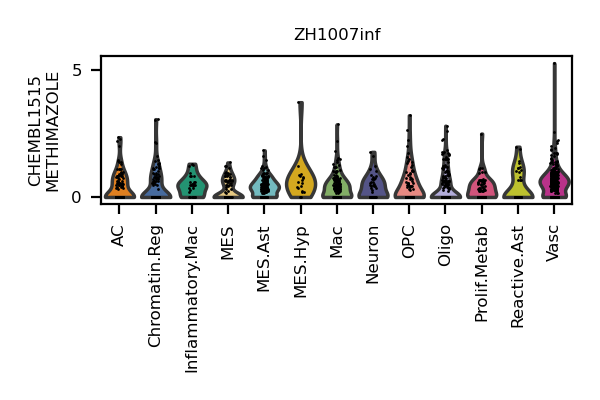 ZH1007inf
CHEMBL1515
METHIMAZOLE
5
0
AC
Chromatin.Reg
Inflammatory.Mac
MES
MES.Ast
MES.Hyp
Mac
Neuron
OPC
Oligo
Prolif.Metab
Reactive.Ast
Vasc